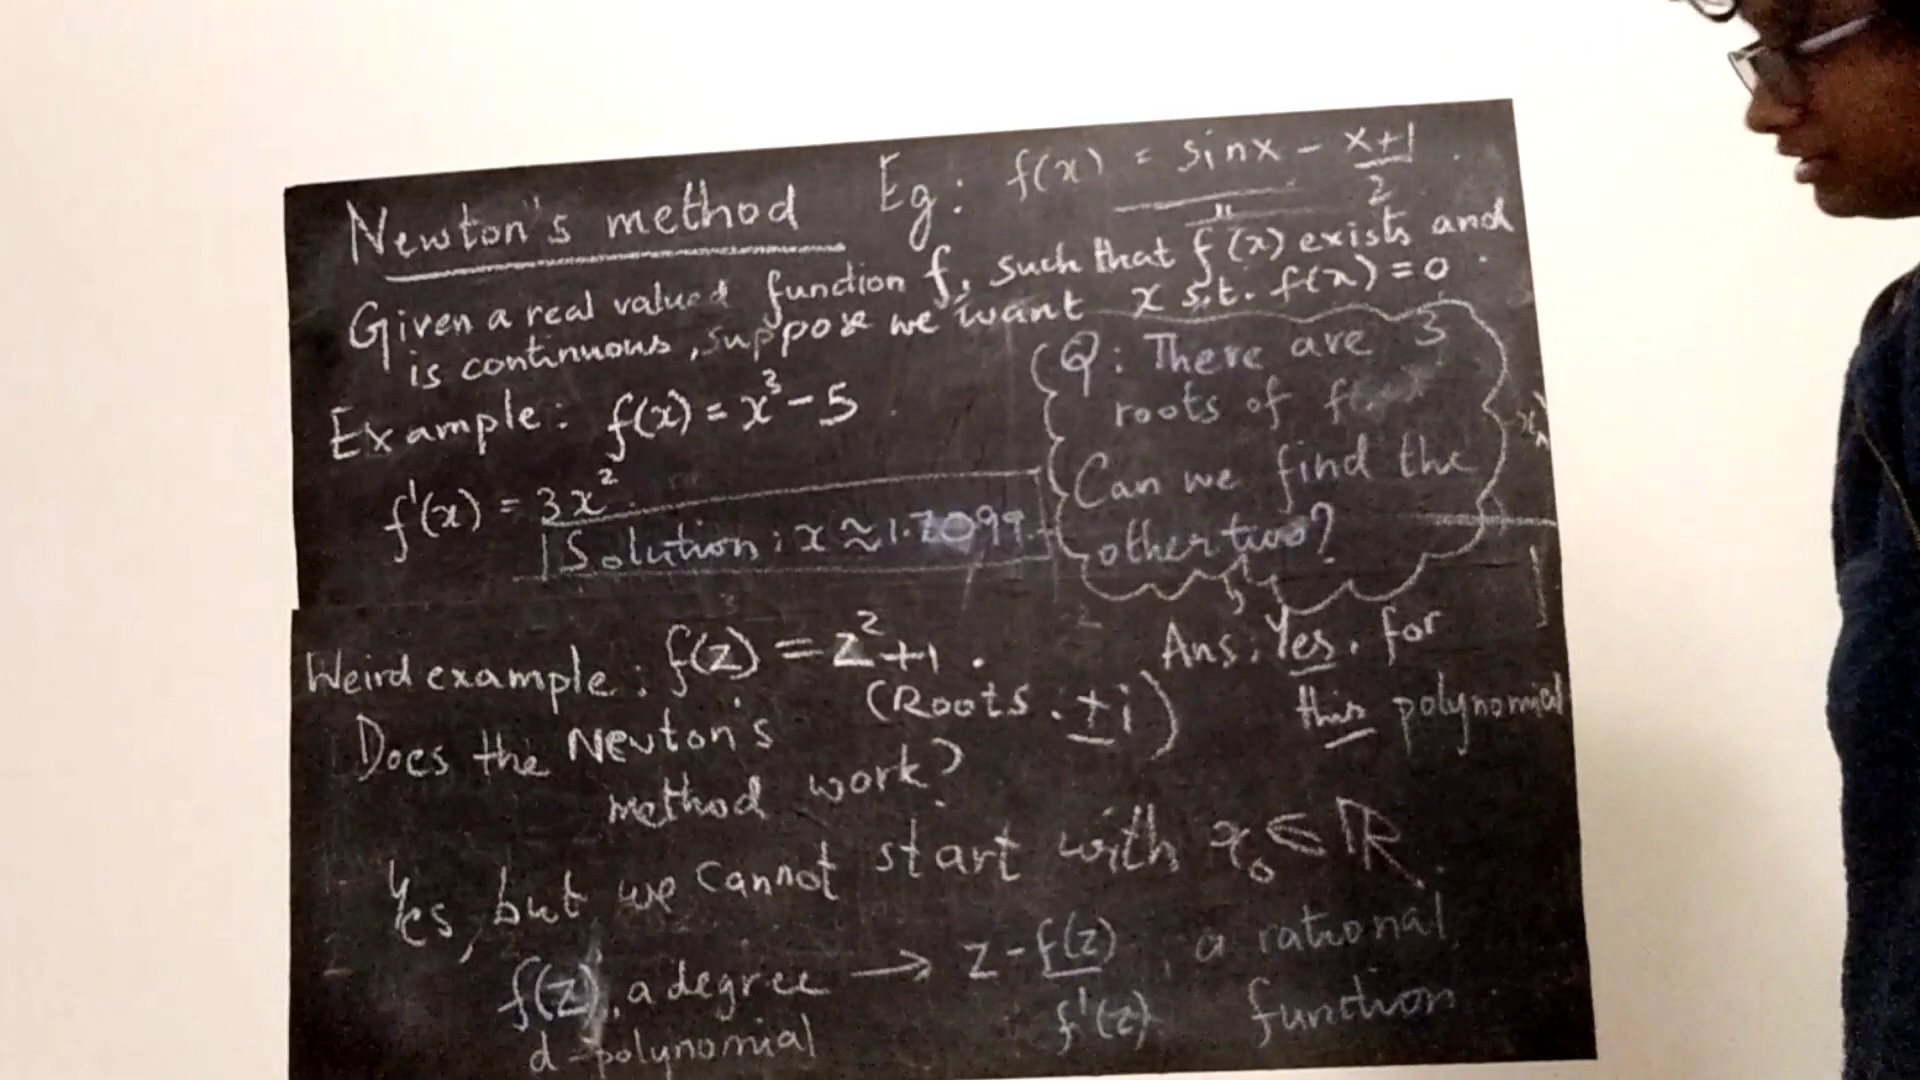 Newton's method
Eg: f(x) = sinx - x+1/2
Given a real valued function f, such that f''(x) exists and
is continuous, suppose we want x s.t. f(x) = 0.
Example: f(x) = x³ - 5.
f'(x) = 3x².
Solution: x ≈ 1.7099
Q: There are 3
roots of
Can we find the
other two?
Ans: Yes. for
this polynomial
Weird example: f(z) = z² + 1.
(Roots: ±i)
Does the Newton's
method work?
Yes, but we cannot start with x₀ ∈ ℝ.
f(z), a degree → z - f(z)/f'(z), a rational
d-polynomial function.